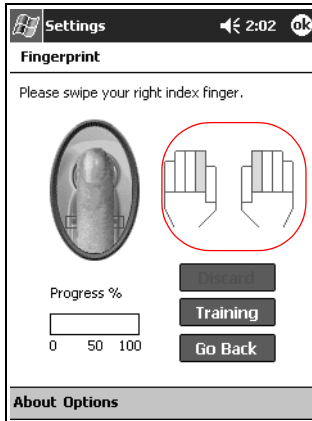 Settings 2:02 ok
Fingerprint
Please swipe your right index finger.
Discard
Progress %
Training
0 50 100
Go Back
About Options